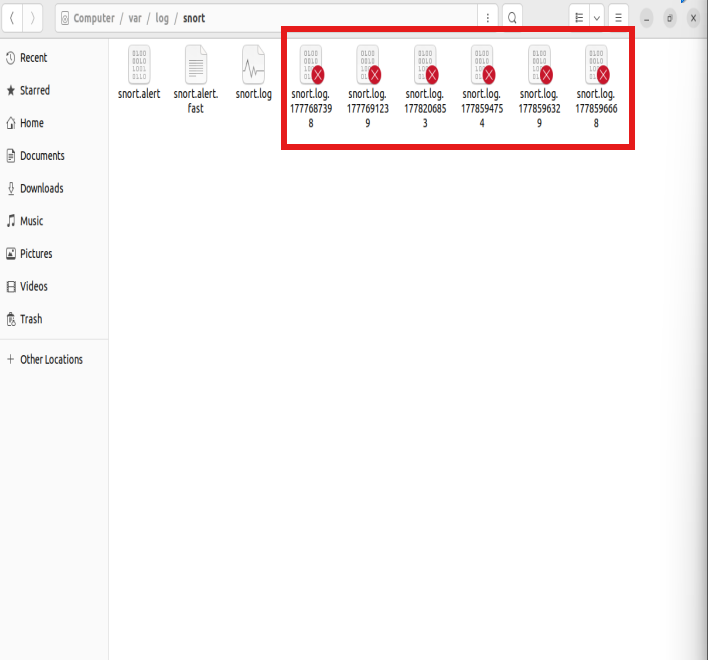 Computer / var / log / snort
Recent
Starred
Home
Documents
Downloads
Music
Pictures
Videos
Trash
+ Other Locations
snort.alert
snort.alert.
fast
snort.log
snort.log.
177768739
8
snort.log.
177769123
9
snort.log.
177820685
3
snort.log.
177859475
4
snort.log.
177859632
9
snort.log.
177859666
8